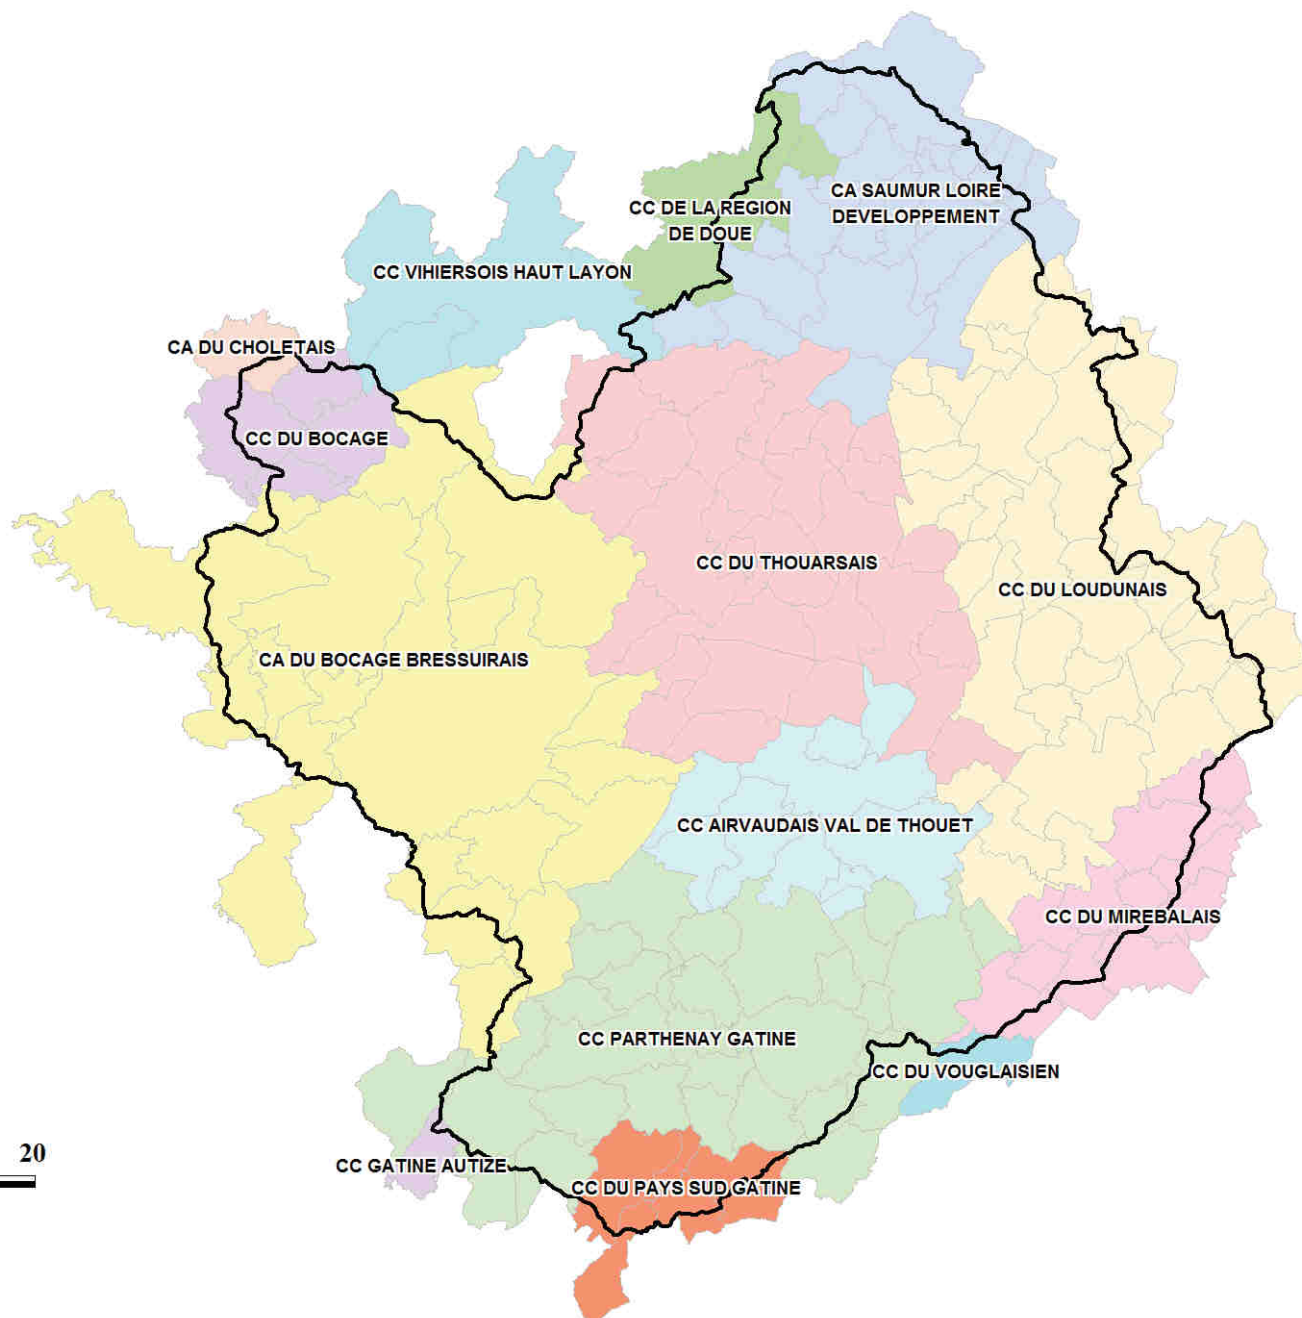 CA SAUMUR LOIRE
DEVELOPPEMENT
CC DE LA REGION
DE DOUE
CC VIHIERSOIS HAUT LAYON
CA DU CHOLETAIS
CC DU BOCAGE
CC DU THOUARSAIS
CC DU LOUDUNAIS
CA DU BOCAGE BRESSUIRAIS
CC AIRVAUDAIS VAL DE THOUET
CC DU MIREBALAIS
CC PARTHENAY GATINE
CC DU VOUGLAISIEN
20
CC GATINE AUTIZE
CC DU PAYS SUD GATINE